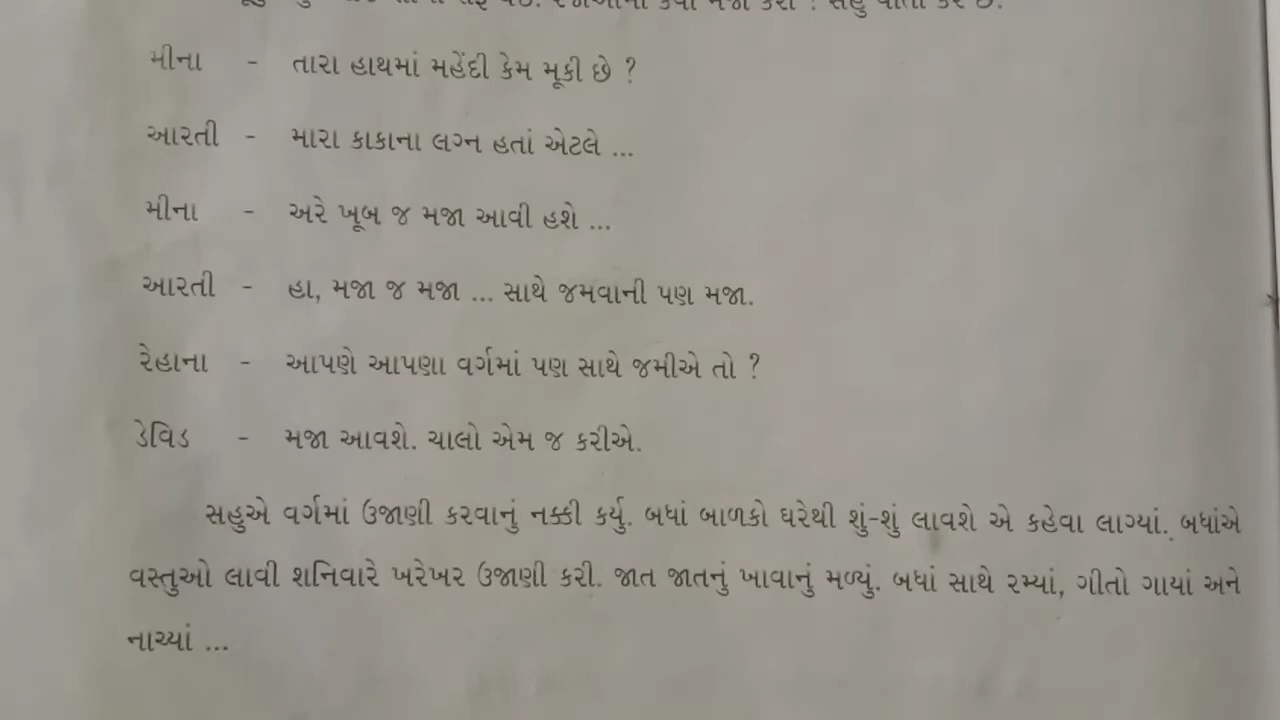 મીના - તારા હાથમાં મહેંદી કેમ મૂકી છે ?
આરતી - મારા કાકાના લગ્ન હતાં એટલે ...
મીના - અરે ખૂબ જ મજા આવી હશે ...
આરતી - હા, મજા જ મજા ... સાથે જમવાની પણ મજા.
રેહાના - આપણે આપણા વર્ગમાં પણ સાથે જમીએ તો ?
ડેવિડ - મજા આવશે. ચાલો એમ જ કરીએ.
સહુએ વર્ગમાં ઉજાણી કરવાનું નક્કી કર્યુ. બધાં બાળકો ઘરેથી શું-શું લાવશે એ કહેવા લાગ્યાં. બધાંએ
વસ્તુઓ લાવી શનિવારે ખરેખર ઉજાણી કરી. જાત જાતનું ખાવાનું મળ્યું. બધાં સાથે રમ્યાં, ગીતો ગાયાં અને
નાચ્યાં ...